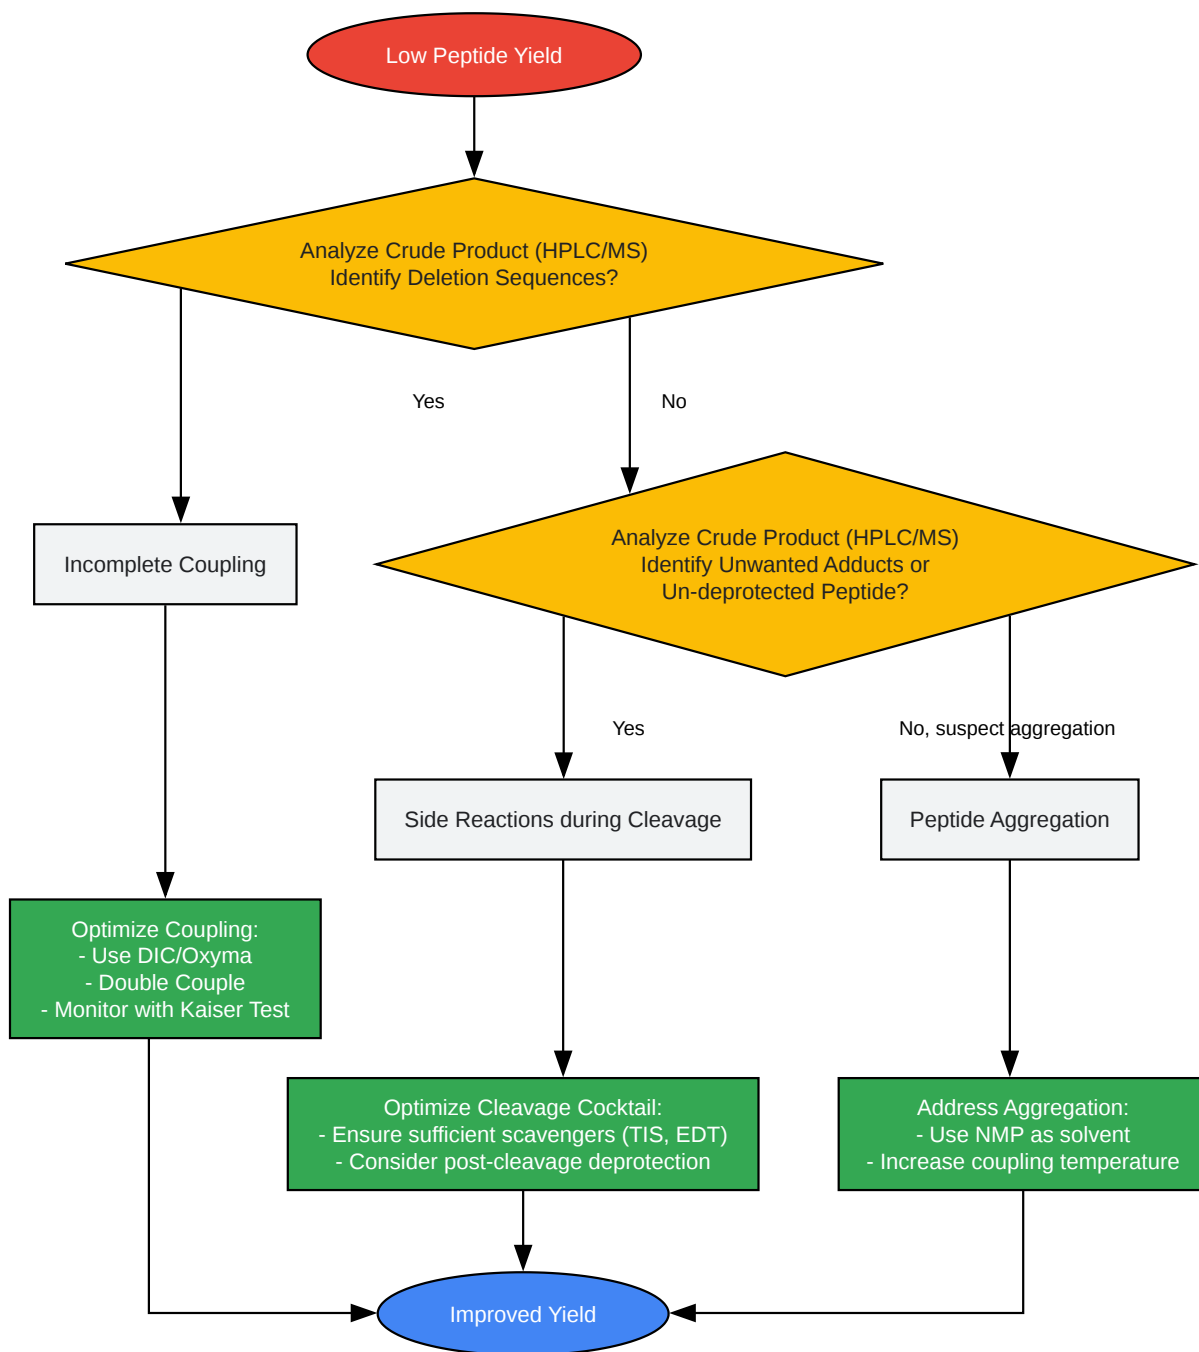 Low Peptide Yield
Analyze Crude Product (HPLC/MS)
Identify Deletion Sequences?
Yes
No
Incomplete Coupling
Analyze Crude Product (HPLC/MS)
Identify Unwanted Adducts or
Un-deprotected Peptide?
Yes
No, suspect aggregation
Side Reactions during Cleavage
Peptide Aggregation
Optimize Coupling:
- Use DIC/Oxyma
- Double Couple
- Monitor with Kaiser Test
Optimize Cleavage Cocktail:
- Ensure sufficient scavengers (TIS, EDT)
- Consider post-cleavage deprotection
Address Aggregation:
- Use NMP as solvent
- Increase coupling temperature
Improved Yield